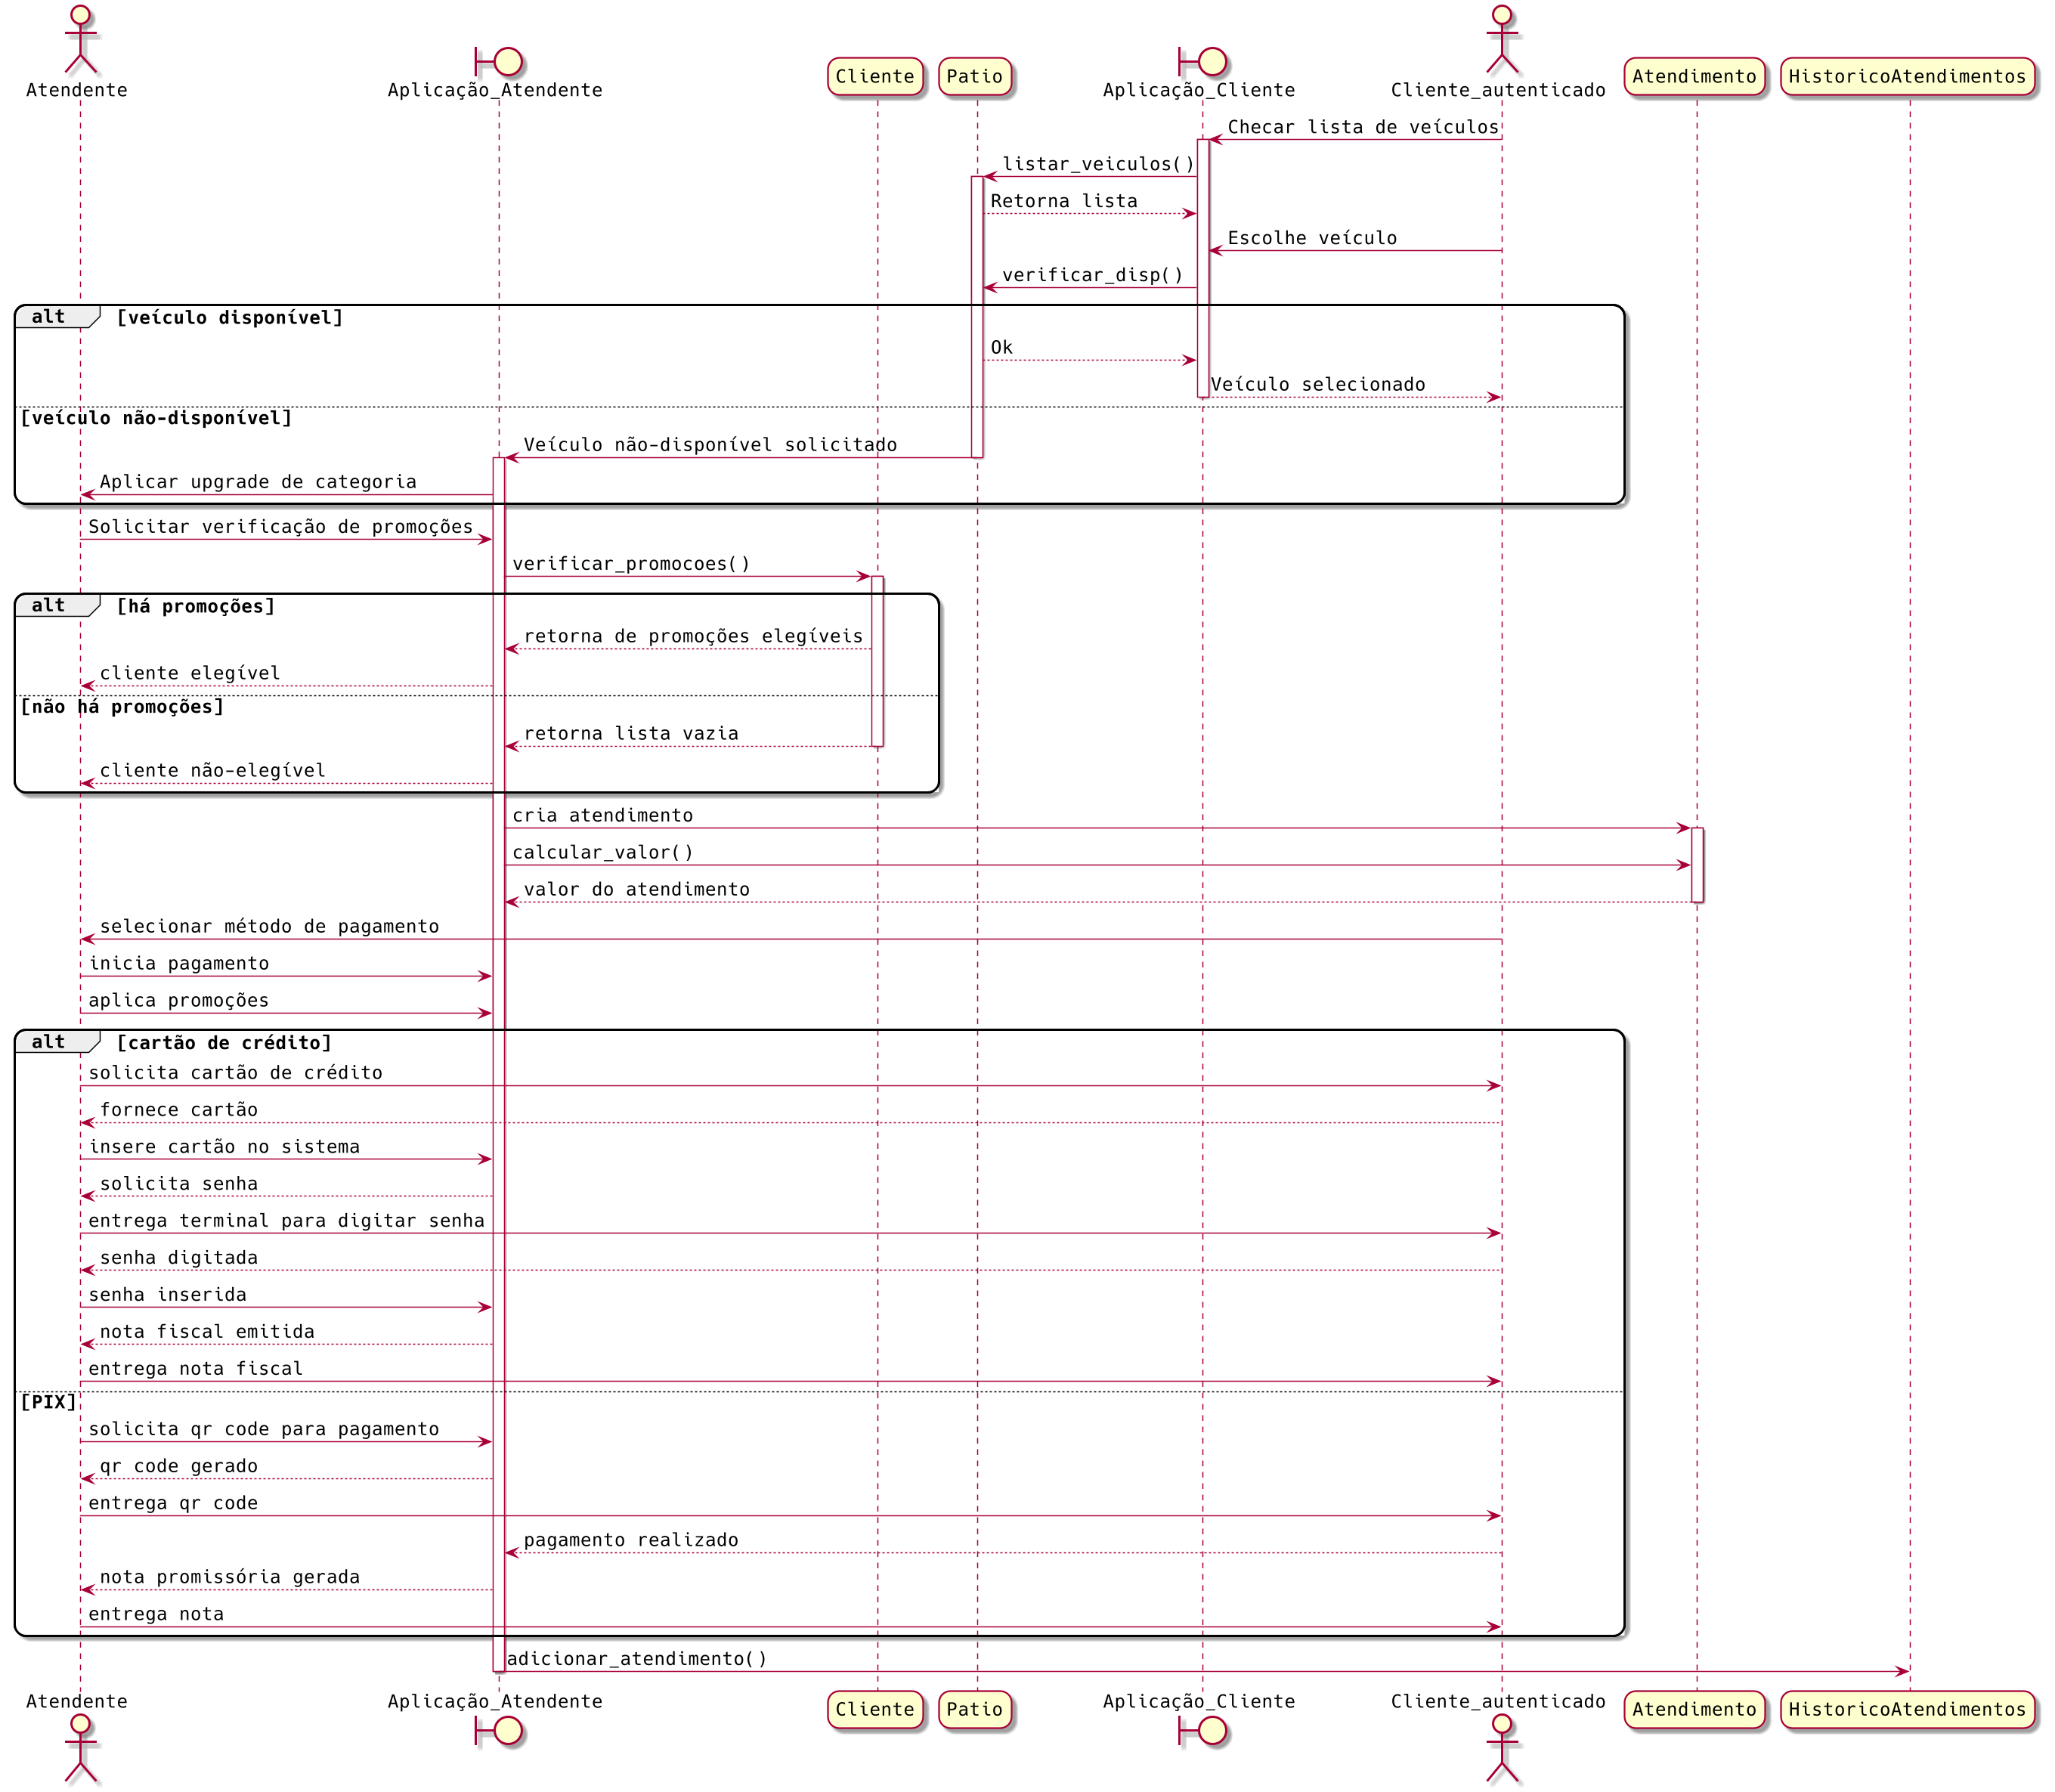 Atendente
Aplicação_Atendente
Cliente
Patio
Aplicação_Cliente
Cliente_autenticado
Atendimento
HistoricoAtendimentos
Checar lista de veículos
listar_veiculos()
Retorna lista
Escolhe veículo
verificar_disp()
alt [veículo disponível]
Ok
Veículo selecionado
[veículo não-disponível]
Veículo não-disponível solicitado
Aplicar upgrade de categoria
Solicitar verificação de promoções
verificar_promocoes()
alt [há promoções]
retorna de promoções elegíveis
cliente elegível
[não há promoções]
retorna lista vazia
cliente não-elegível
cria atendimento
calcular_valor()
valor do atendimento
selecionar método de pagamento
inicia pagamento
aplica promoções
alt [cartão de crédito]
solicita cartão de crédito
fornece cartão
insere cartão no sistema
solicita senha
entrega terminal para digitar senha
senha digitada
senha inserida
nota fiscal emitida
entrega nota fiscal
[PIX]
solicita qr code para pagamento
qr code gerado
entrega qr code
pagamento realizado
nota promissória gerada
entrega nota
adicionar_atendimento()
Atendente
Aplicação_Atendente
Cliente
Patio
Aplicação_Cliente
Cliente_autenticado
Atendimento
HistoricoAtendimentos